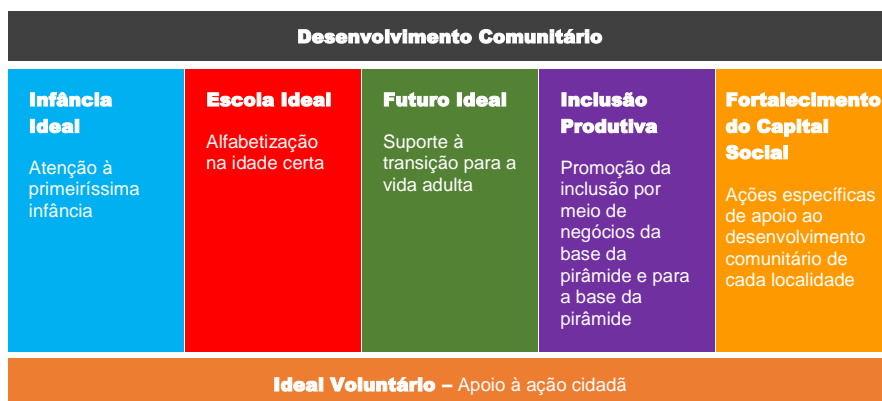 Desenvolvimento Comunitário
Infância
Ideal
Atenção à
primeiríssima
infância
Escola Ideal
Alfabetização
na idade certa
Futuro Ideal
Suporte à
transição para a
vida adulta
Inclusão
Produtiva
Promoção da
inclusão por
meio de
negócios da
base da
pirâmide e para
a base da
pirâmide
Fortalecimento
do Capital
Social
Ações específicas
de apoio ao
desenvolvimento
comunitário de
cada localidade
Ideal Voluntário – Apoio à ação cidadã